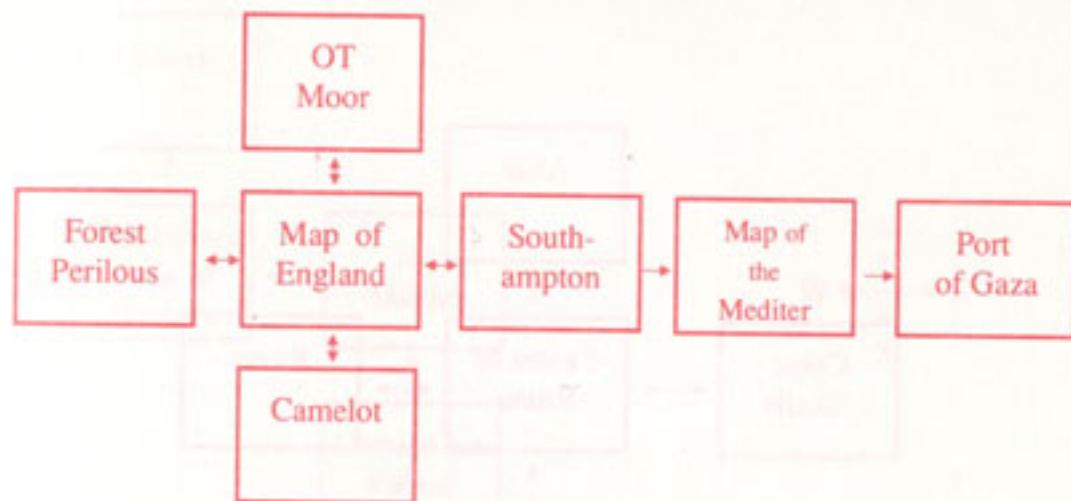 OT
Moor
Forest
Perilous
Map of
England
South-
ampton
Map of
the
Mediter
Port
of Gaza
Camelot